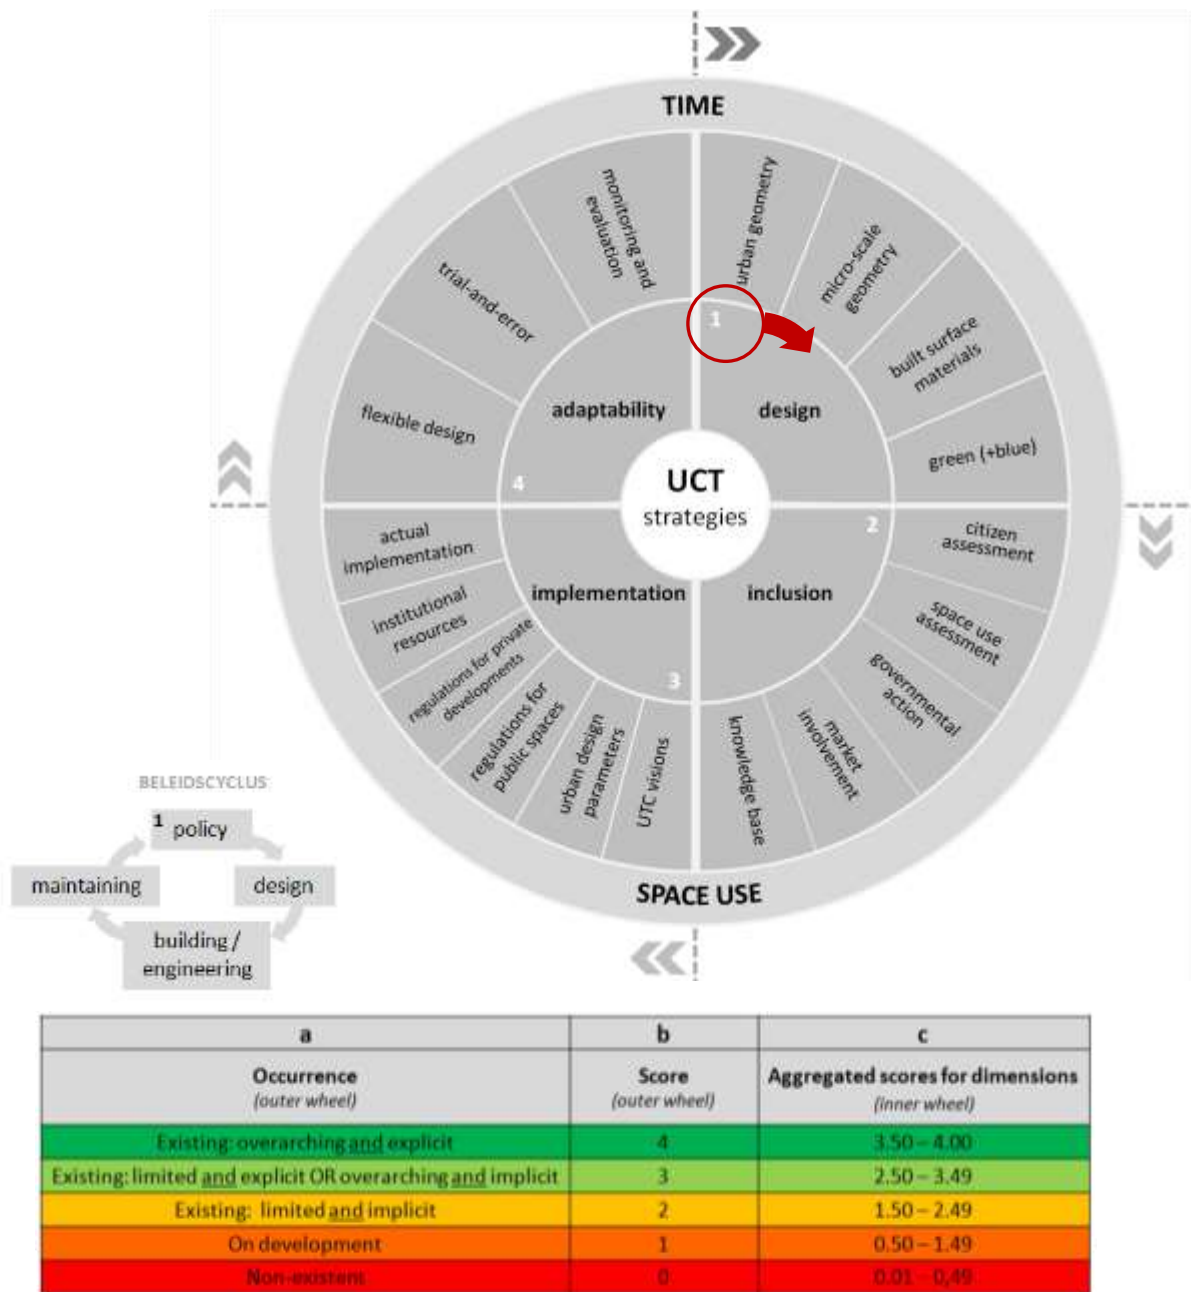 TIME
monitoring and
evaluation
urban geometry
trial-and-error
micro-scale
geometry
1
built surface
materials
flexible design
adaptability
design
green (+blue)
4
UCT
strategies
2
actual
implementation
citizen
assessment
institutional
resources
implementation
inclusion
space use
assessment
regulations for private
developments
governmental
action
3
regulations for
public spaces
urban design
parameters
UTC visions
knowledge base
market
involvement
SPACE USE
BELEIDSCYCLUS
1 policy
maintaining
design
building /
engineering
a b c
Occurrence Score Aggregated scores for dimensions
(outer wheel) (outer wheel) (inner wheel)
Existing: overarching and explicit 4 3.50 – 4.00
Existing: limited and explicit OR overarching and implicit 3 2.50 – 3.49
Existing: limited and implicit 2 1.50 – 2.49
On development 1 0.50 – 1.49
Non-existens 0 0.01 – 0,49